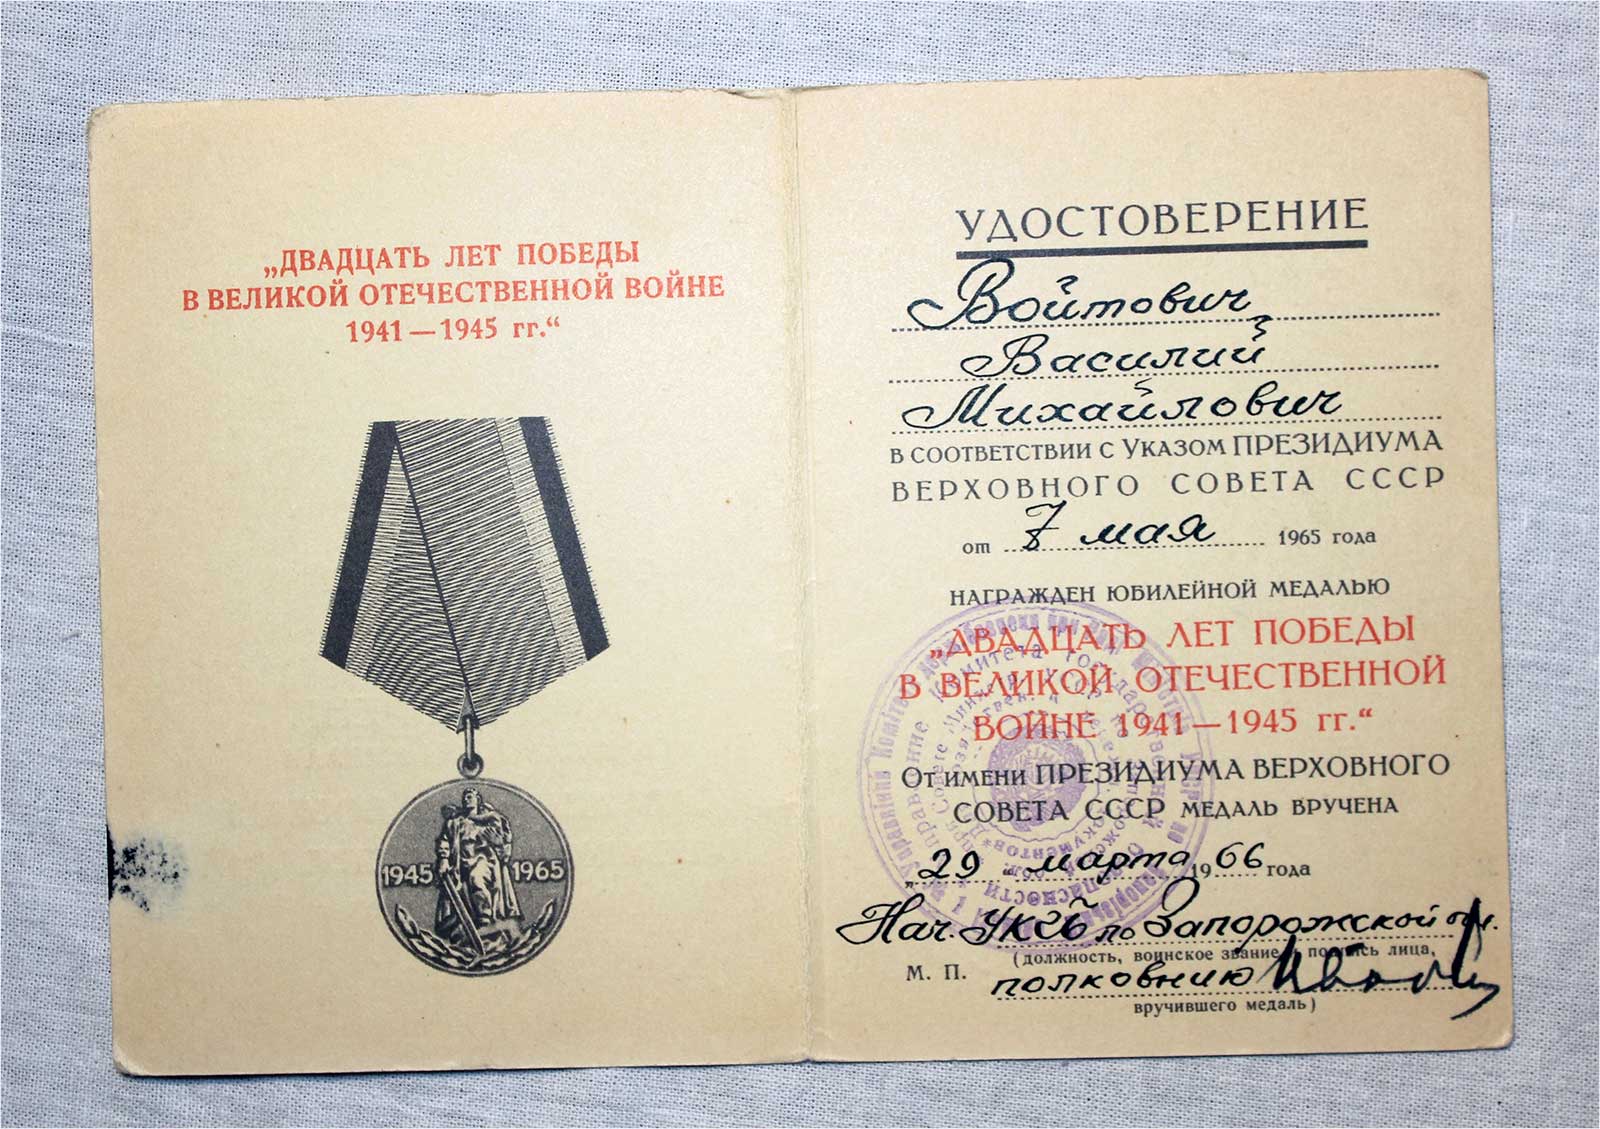 „ДВАДЦАТЬ ЛЕТ ПОБЕДЫ
В ВЕЛИКОЙ ОТЕЧЕСТВЕННОЙ ВОЙНЕ
1941 — 1945 гг.“
1945 1965
УДОСТОВЕРЕНИЕ
Войтович
Василий
Михайлович
В СООТВЕТСТВИИ С УКАЗОМ ПРЕЗИДИУМА
ВЕРХОВНОГО СОВЕТА СССР
от 7 мая 1965 года
НАГРАЖДЕН ЮБИЛЕЙНОЙ МЕДАЛЬЮ
„ДВАДЦАТЬ ЛЕТ ПОБЕДЫ
В ВЕЛИКОЙ ОТЕЧЕСТВЕННОЙ
ВОЙНЕ 1941 — 1945 гг.“
ОТ ИМЕНИ ПРЕЗИДИУМА ВЕРХОВНОГО
СОВЕТА СССР МЕДАЛЬ ВРУЧЕНА
„29 “ марта 1966 года
Нач. УКГБ по Запорожской обл.
(должность, воинское звание и подпись лица,
М. П. полковник
вручившего медаль)